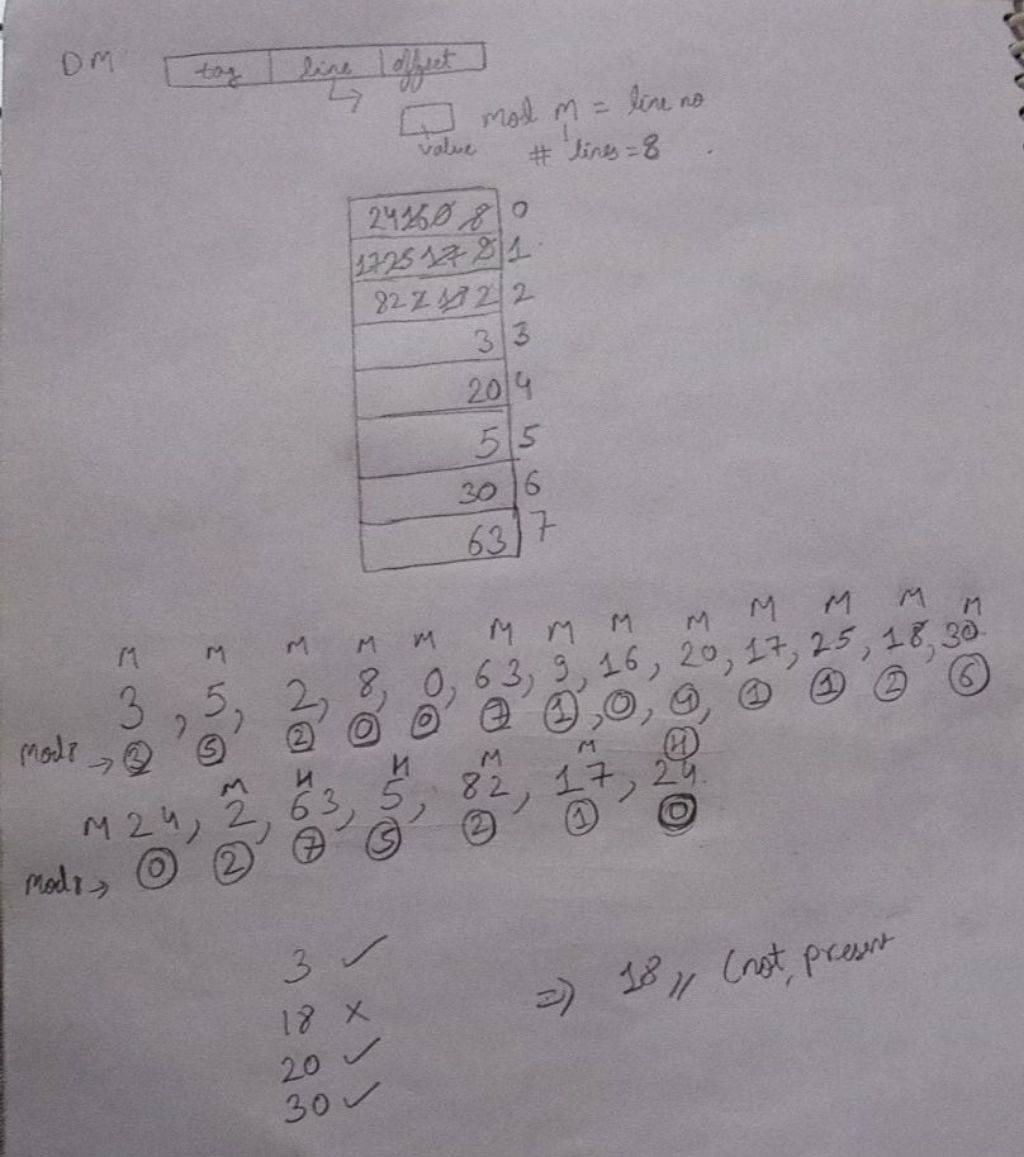 DM tag line offset
value mod M = line no
# lines = 8
24 16 0 8 0
17 25 17 9 1
82 2 18 2 2
3 3
20 4
5 5
30 6
63 7
M M M M M M M M M M M M M
3, 5, 2, 8, 0, 63, 9, 16, 20, 17, 25, 18, 30
mod 8 → 3 5 2 0 0 7 1, 0, 4, 1 1 2 6
M M H H M M H
24, 2, 63, 5, 82, 17, 24
mod 8 → 0 2 7 5 2 1 0
3 ✓
18 × ⇒ 18 (not, present
20 ✓
30 ✓